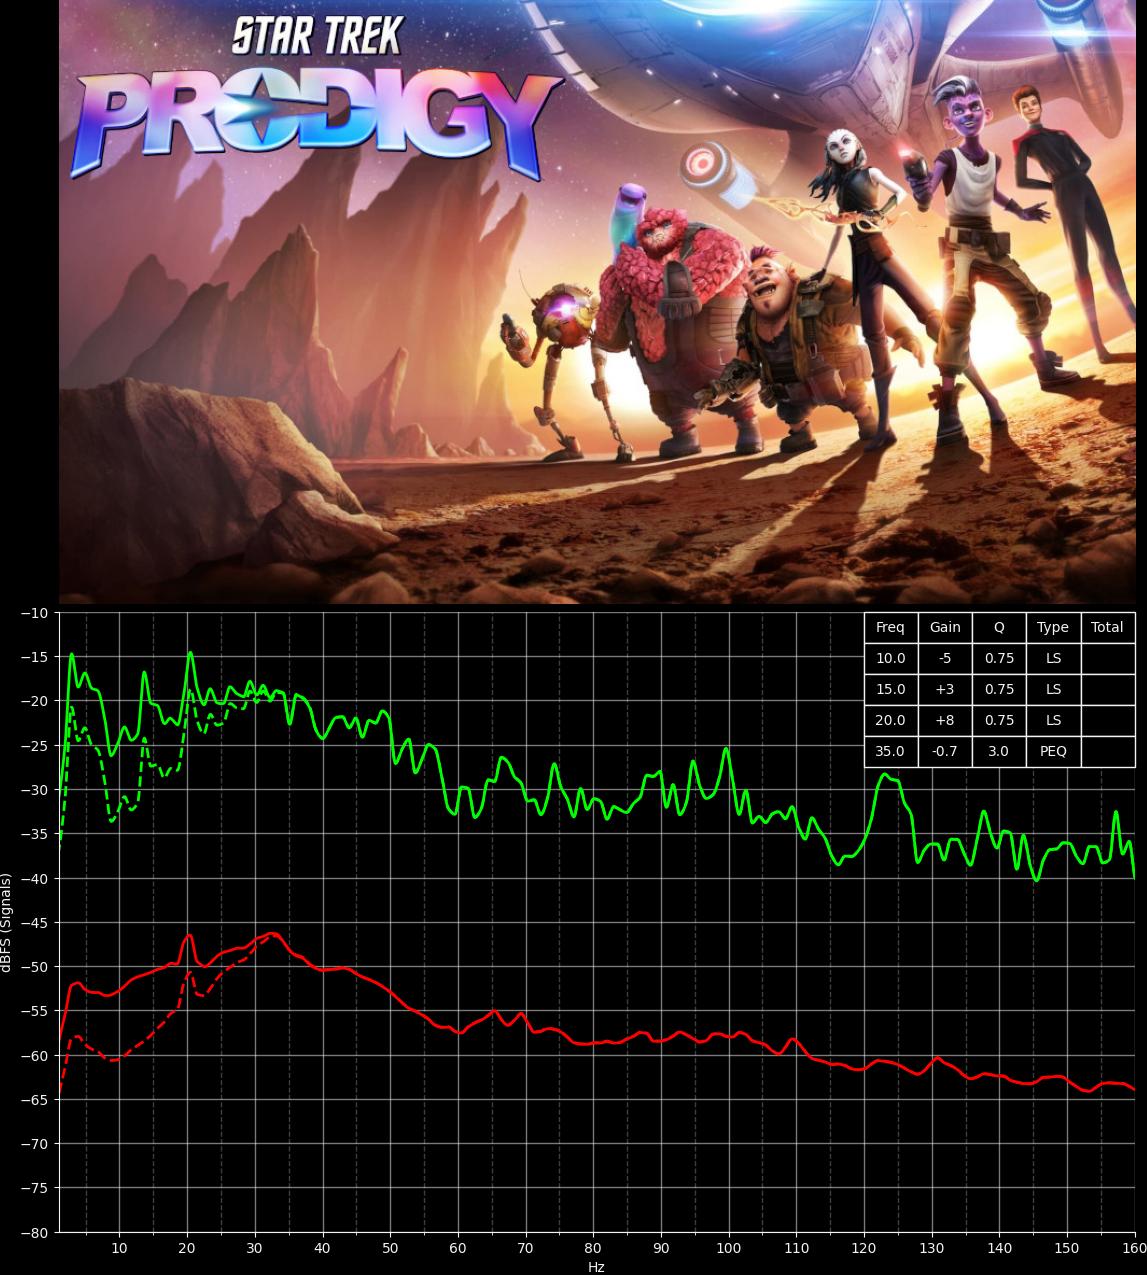 STAR TREK
PRODIGY
Freq Gain Q Type Total
10.0 -5 0.75 LS
15.0 +3 0.75 LS
20.0 +8 0.75 LS
35.0 -0.7 3.0 PEQ
−10
−15
−20
−25
−30
−35
−40
−45
−50
−55
−60
−65
−70
−75
−80
dBFS (Signals)
10 20 30 40 50 60 70 80 90 100 110 120 130 140 150 160
Hz